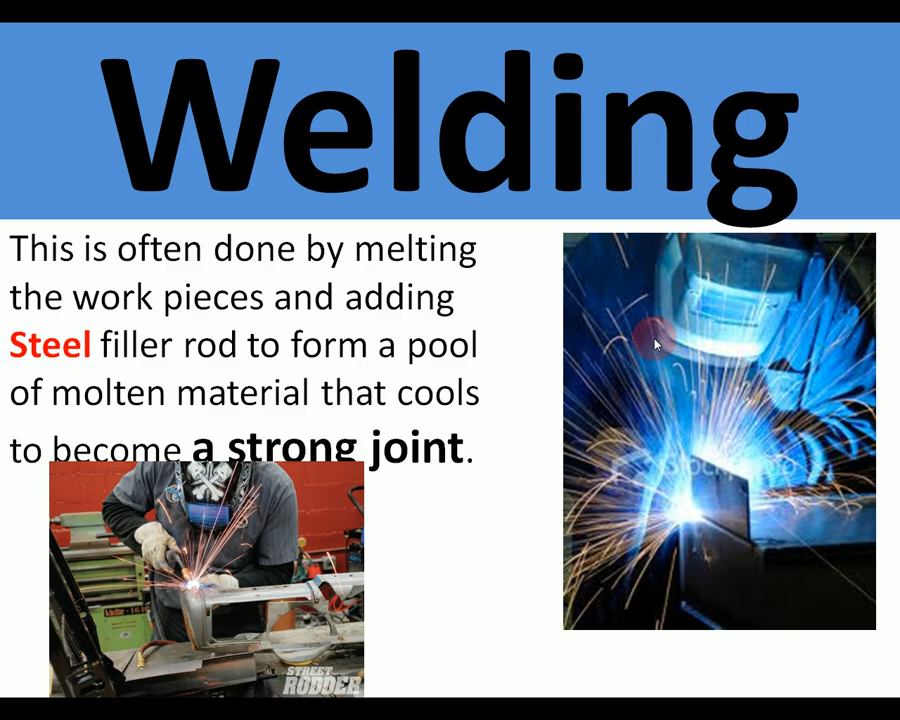 Welding
This is often done by melting
the work pieces and adding
Steel filler rod to form a pool
of molten material that cools
to become a strong joint.
STREET
RODDER